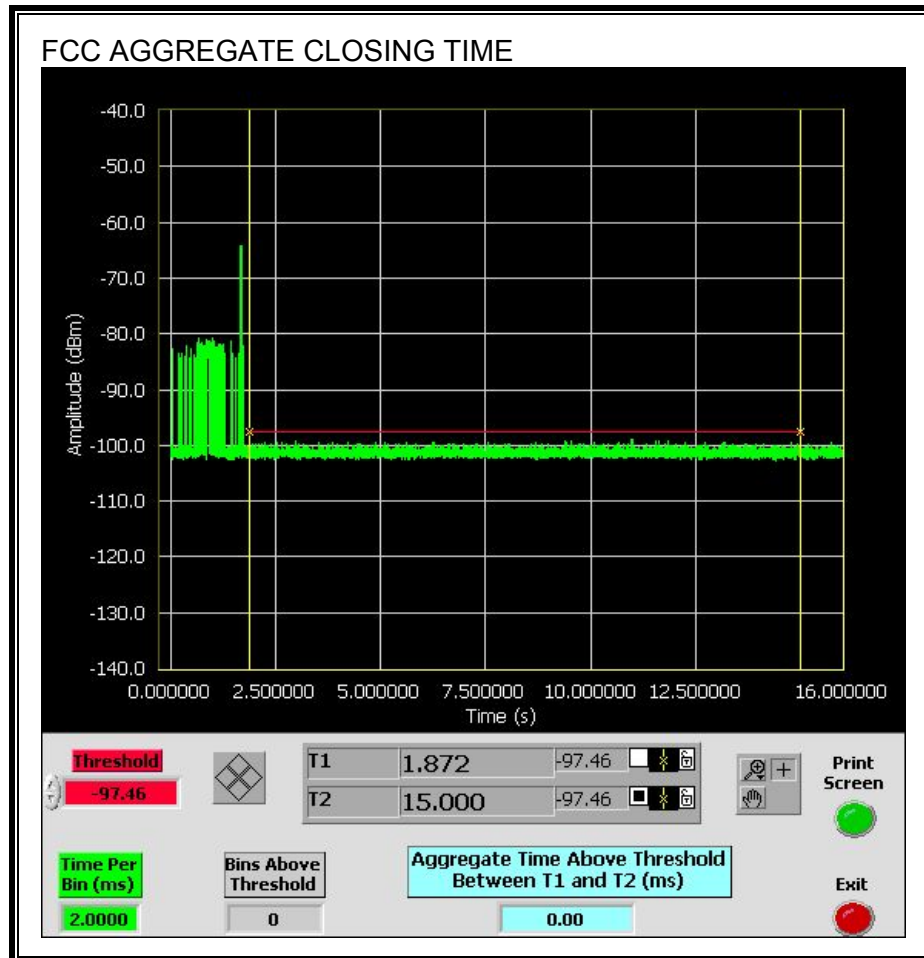 FCC AGGREGATE CLOSING TIME
-40.0
-50.0
-60.0
-70.0
-80.0
-90.0
-100.0
-110.0
-120.0
-130.0
-140.0
Amplitude (dBm)
0.000000 2.500000 5.000000 7.500000 10.000000 12.500000 16.000000
Time (s)
Threshold
-97.46
T1 1.872 -97.46
T2 15.000 -97.46
Print
Screen
Time Per
Bin (ms)
2.0000
Bins Above
Threshold
0
Aggregate Time Above Threshold
Between T1 and T2 (ms)
0.00
Exit